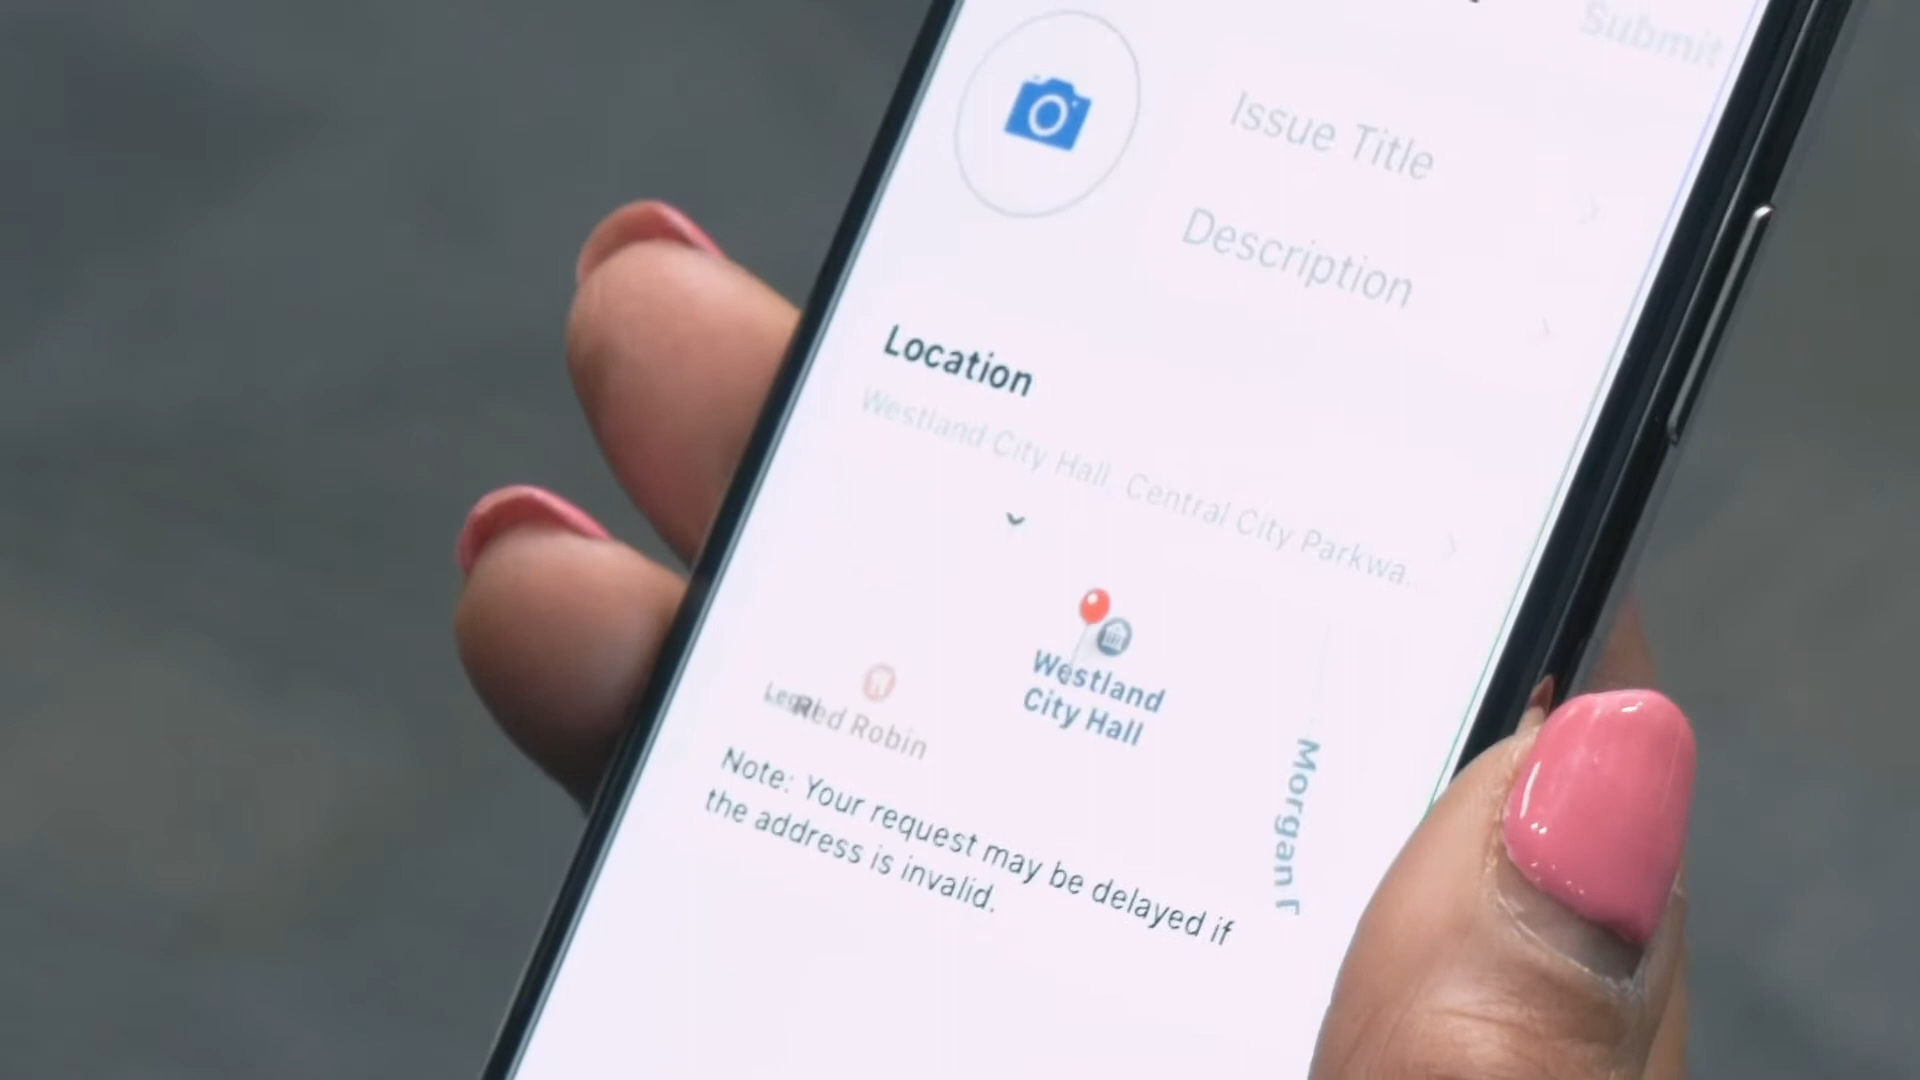 Submit
Issue Title
Description
Location
Westland City Hall, Central City Parkwa...
Westland
City Hall
Legal
Red Robin
Morgan
Note: Your request may be delayed if
the address is invalid.